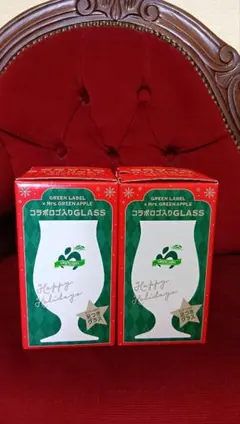 GREEN LABEL
× Mrs. GREEN APPLE
コラボロゴ入りGLASS
Happy
Holidays
GREEN LABEL
× Mrs. GREEN APPLE
コラボロゴ入りGLASS
Happy
Holidays